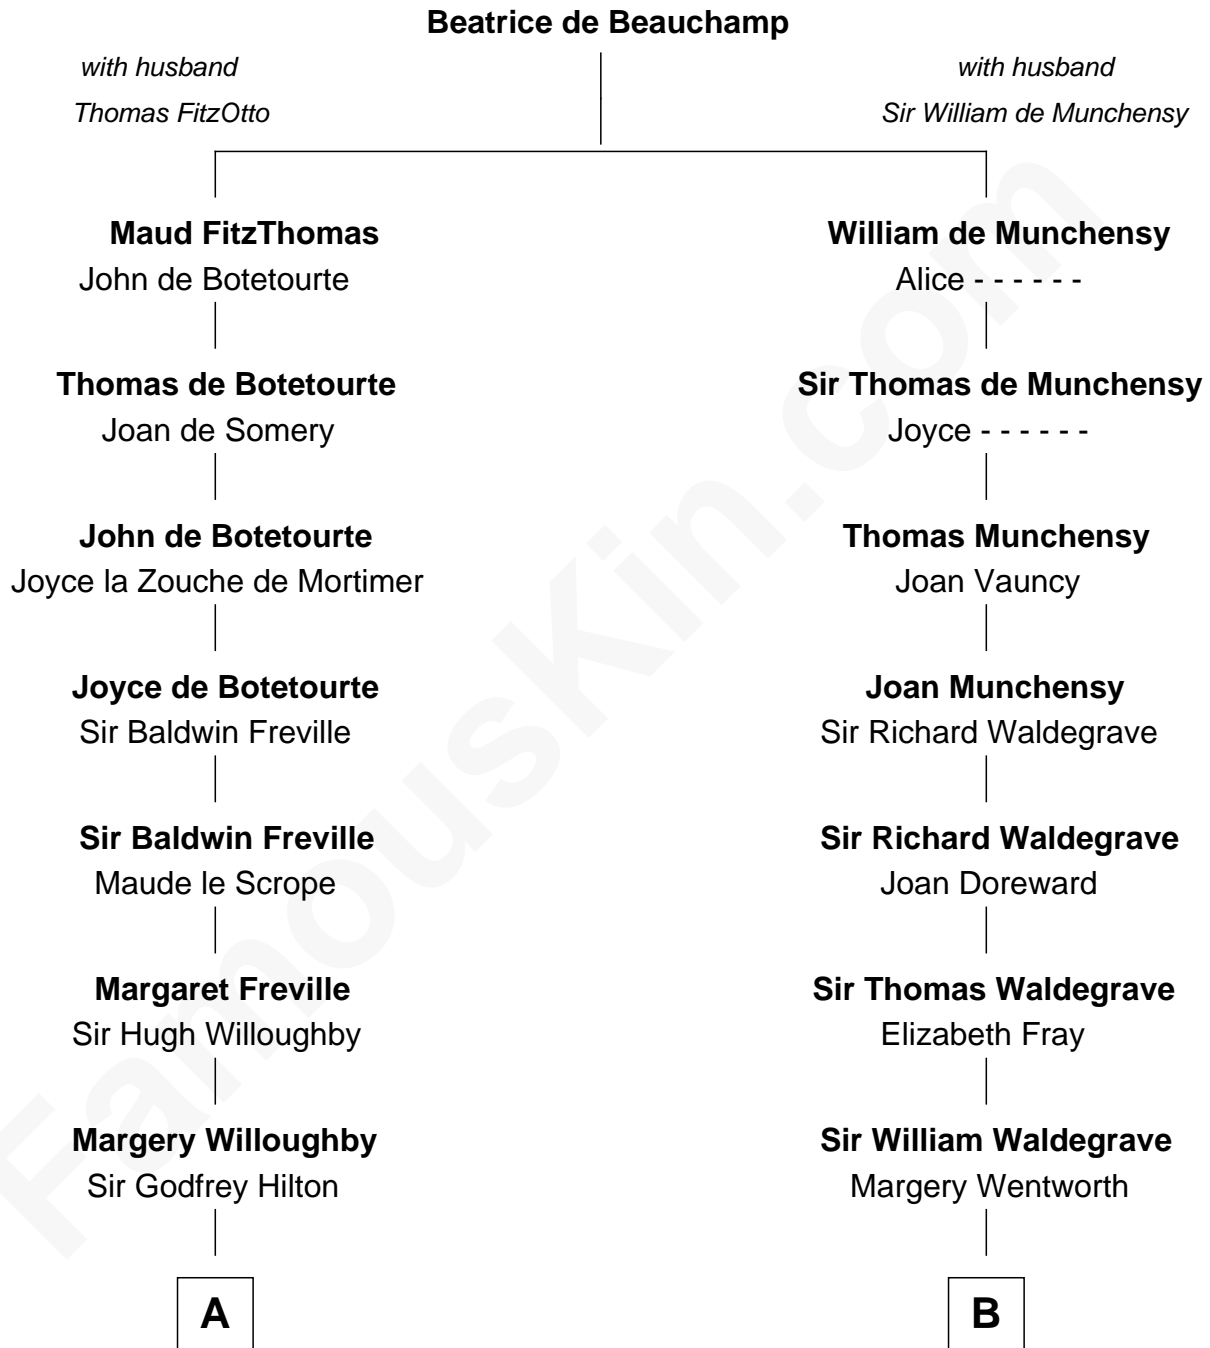 Beatrice de Beauchamp
with husband
Thomas FitzOtto
with husband
Sir William de Munchensy
Maud FitzThomas
John de Botetourte
Thomas de Botetourte
Joan de Somery
John de Botetourte
Joyce la Zouche de Mortimer
Joyce de Botetourte
Sir Baldwin Freville
Sir Baldwin Freville
Maude le Scrope
Margaret Freville
Sir Hugh Willoughby
Margery Willoughby
Sir Godfrey Hilton
A
William de Munchensy
Alice - - - - - -
Sir Thomas de Munchensy
Joyce - - - - - -
Thomas Munchensy
Joan Vauncy
Joan Munchensy
Sir Richard Waldegrave
Sir Richard Waldegrave
Joan Doreward
Sir Thomas Waldegrave
Elizabeth Fray
Sir William Waldegrave
Margery Wentworth
B
FamousKin.com